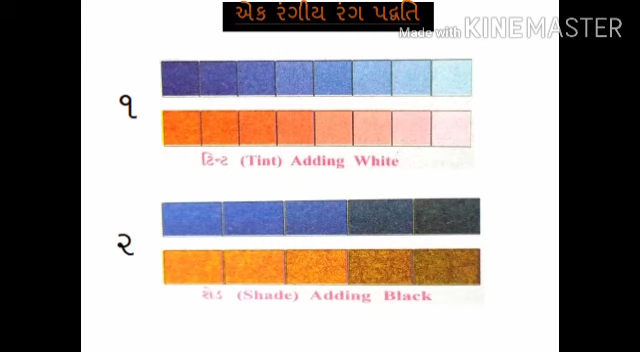 એક રંગીય રંગ પદ્ધતિ
Made with KINEMASTER
૧
ટિન્ટ (Tint) Adding White
૨
શેડ (Shade) Adding Black